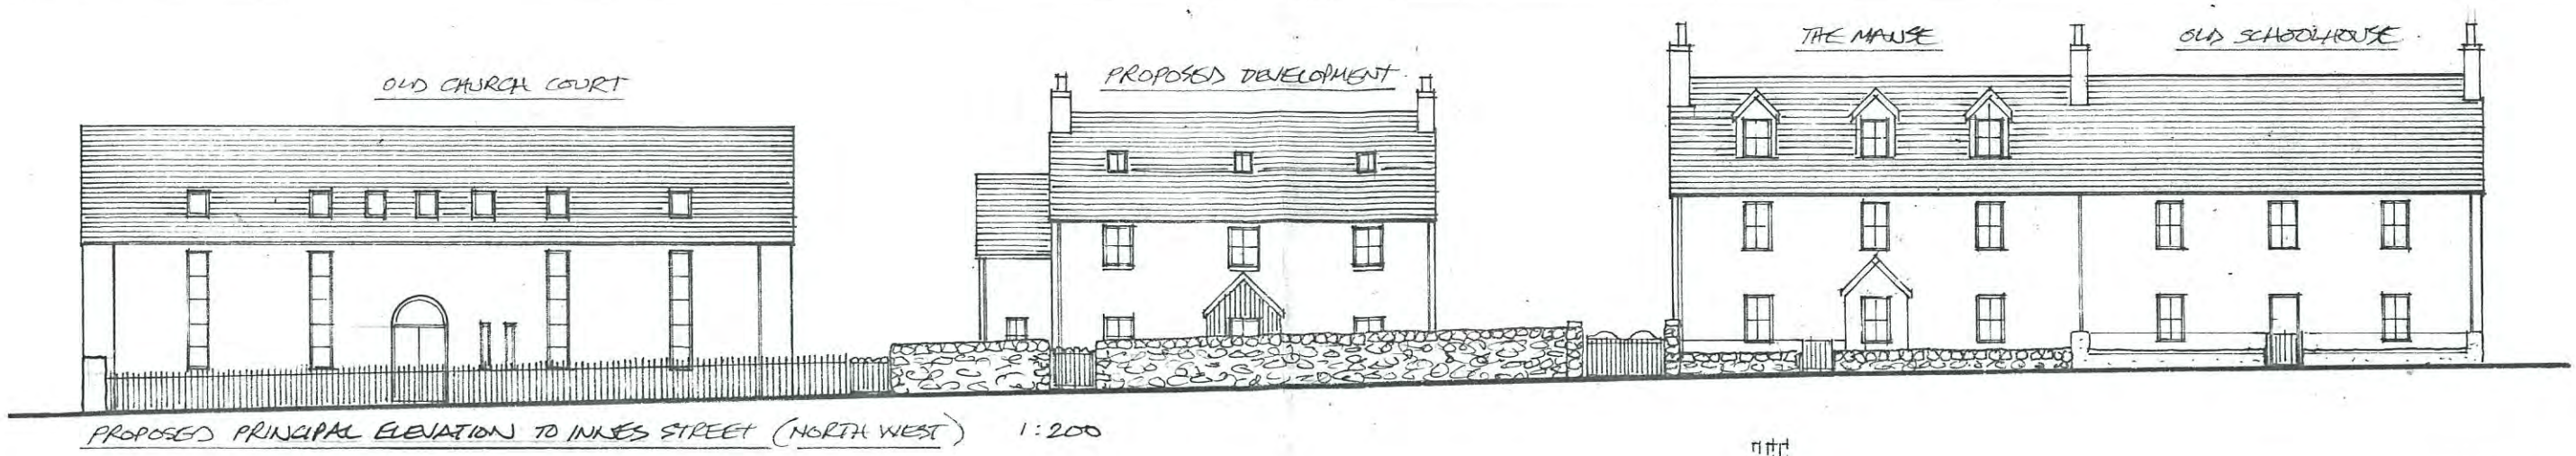 OLD CHURCH COURT
PROPOSED DEVELOPMENT.
THE MANSE
OLD SCHOOLHOUSE.
PROPOSED PRINCIPAL ELEVATION TO INNES STREET (NORTH WEST) 1:200